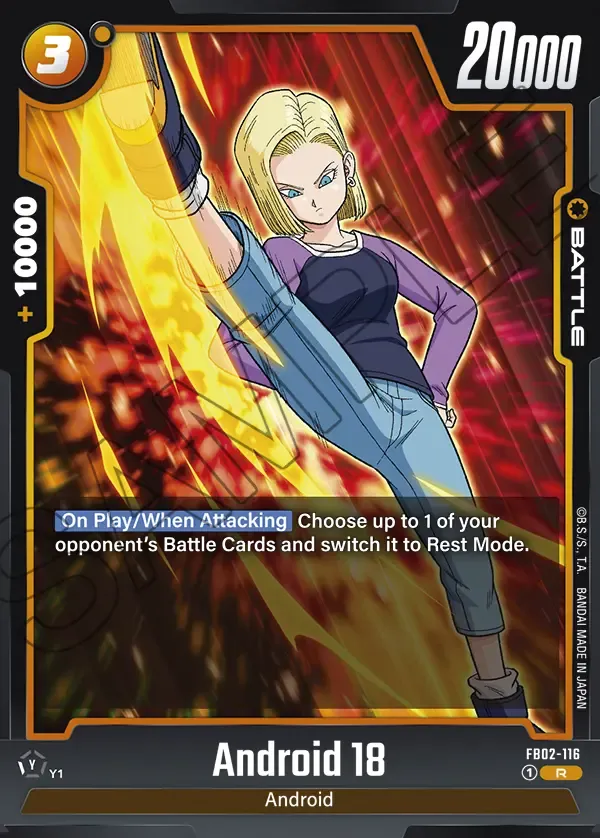 3
20000
+ 10000
BATTLE
SAMPLE
On Play/When Attacking Choose up to 1 of your
opponent's Battle Cards and switch it to Rest Mode.
©B.S./S., T.A. BANDAI MADE IN JAPAN
Android 18
FB02-116
Y Y1
1 R
Android